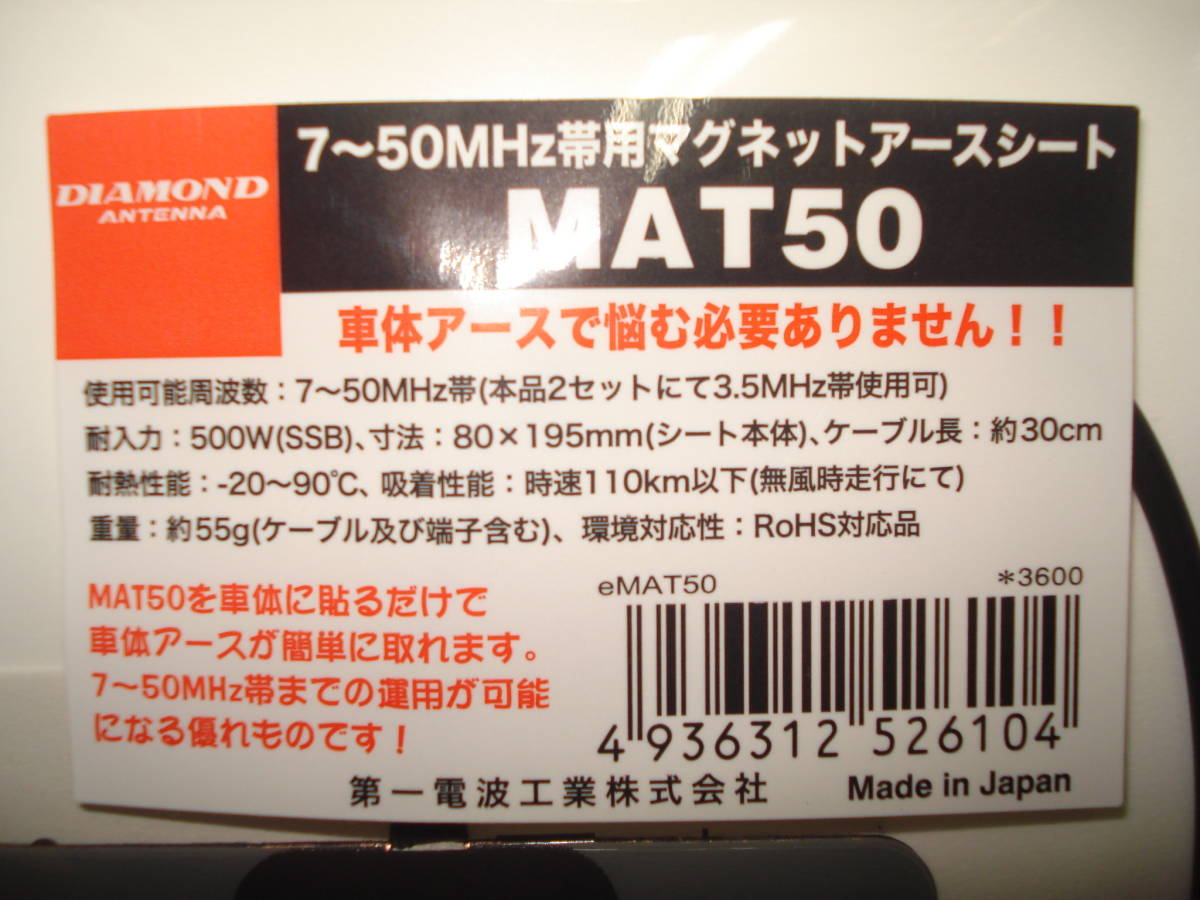 DIAMOND
ANTENNA
7〜50MHz帯用マグネットアースシート
MAT50
車体アースで悩む必要ありません！！
使用可能周波数：7〜50MHz帯(本品2セットにて3.5MHz帯使用可)
耐入力：500W(SSB)、寸法：80×195mm(シート本体)、ケーブル長：約30cm
耐熱性能：-20〜90℃、吸着性能：時速110km以下(無風時走行にて)
重量：約55g(ケーブル及び端子含む)、環境対応性：RoHS対応品
MAT50を車体に貼るだけで
車体アースが簡単に取れます。
7〜50MHz帯までの運用が可能
になる優れものです！
eMAT50 *3600
4 936312 526104
第一電波工業株式会社 Made in Japan